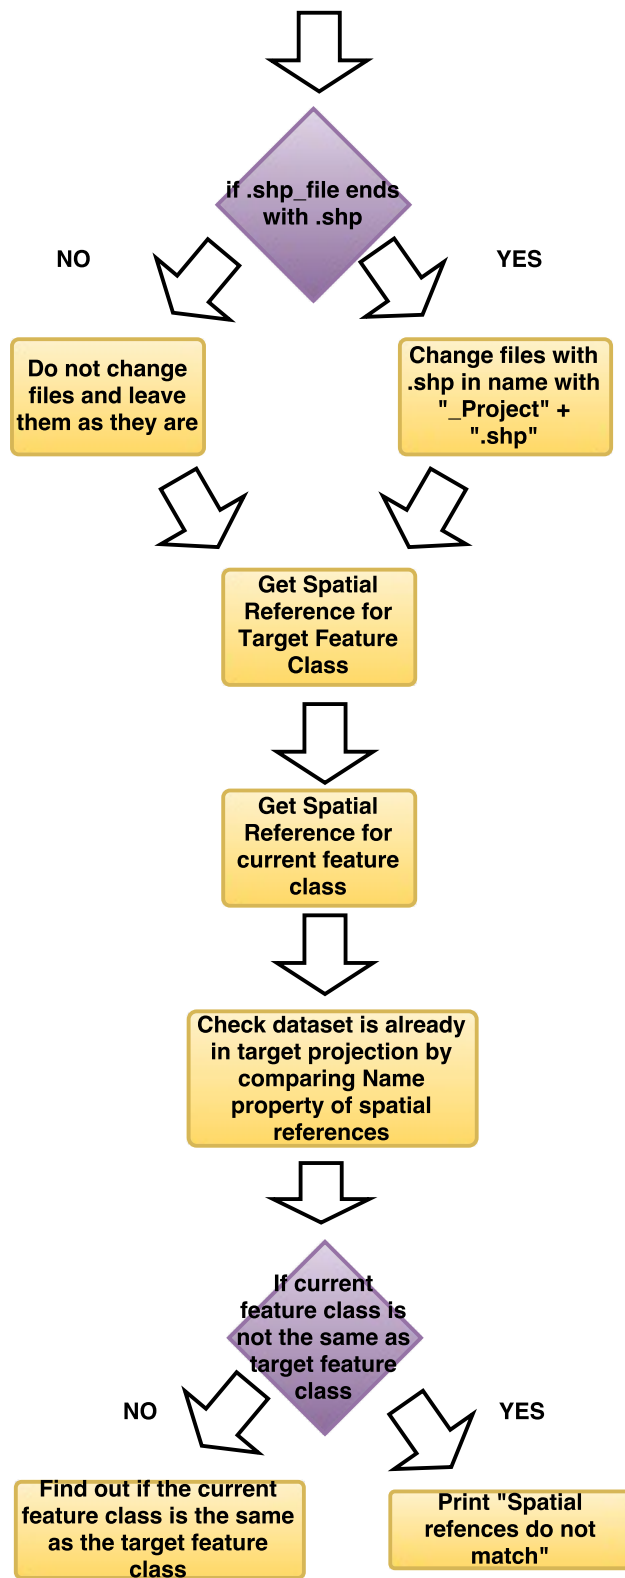 if .shp_file ends
with .shp
NO
YES
Do not change
files and leave
them as they are
Change files with
.shp in name with
"_Project" +
".shp"
Get Spatial
Reference for
Target Feature
Class
Get Spatial
Reference for
current feature
class
Check dataset is already
in target projection by
comparing Name
property of spatial
references
If current
feature class is
not the same as
target feature
class
NO
YES
Find out if the current
feature class is the same
as the target feature
class
Print "Spatial
refences do not
match"